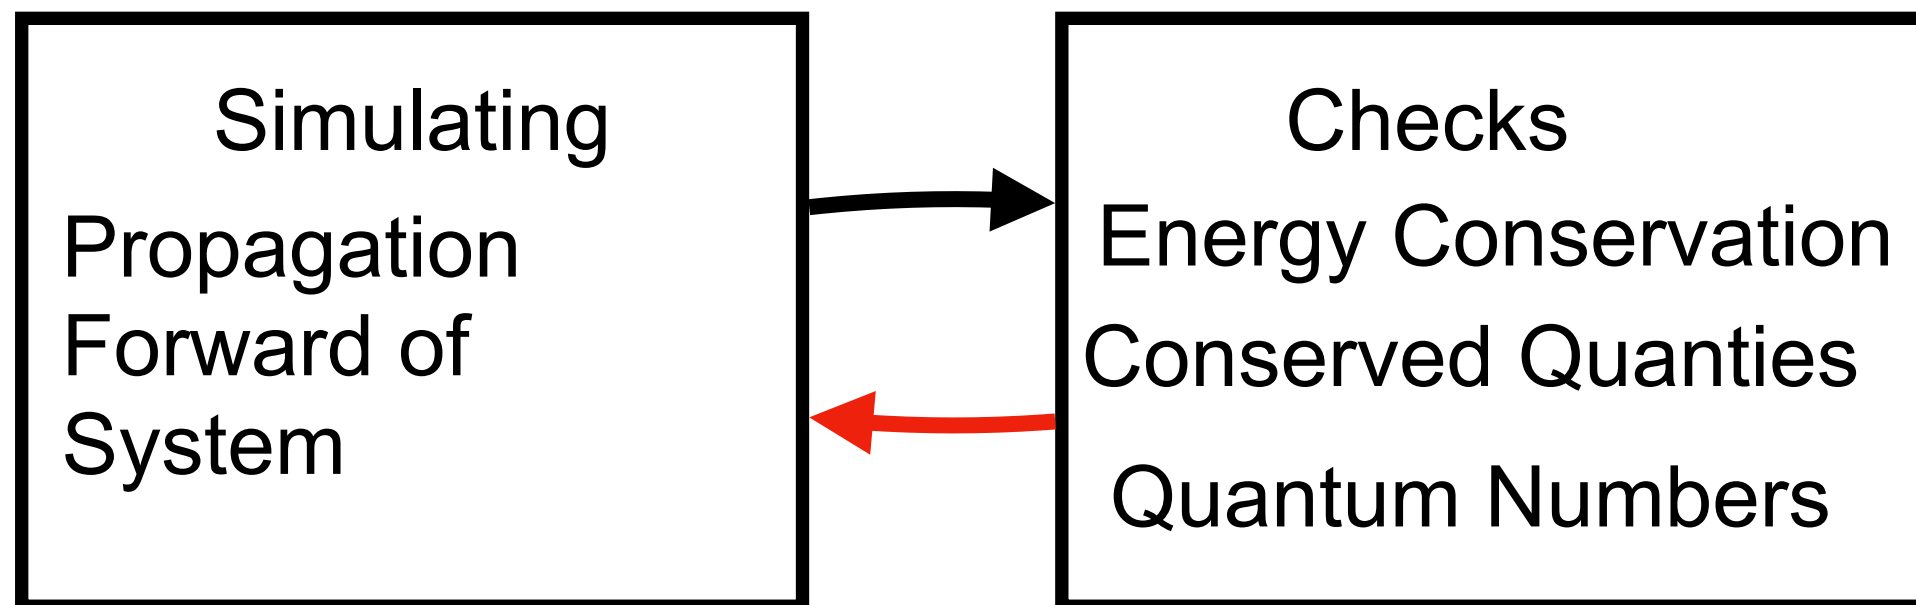 Simulating
Propagation
Forward of
System
Checks
Energy Conservation
Conserved Quanties
Quantum Numbers